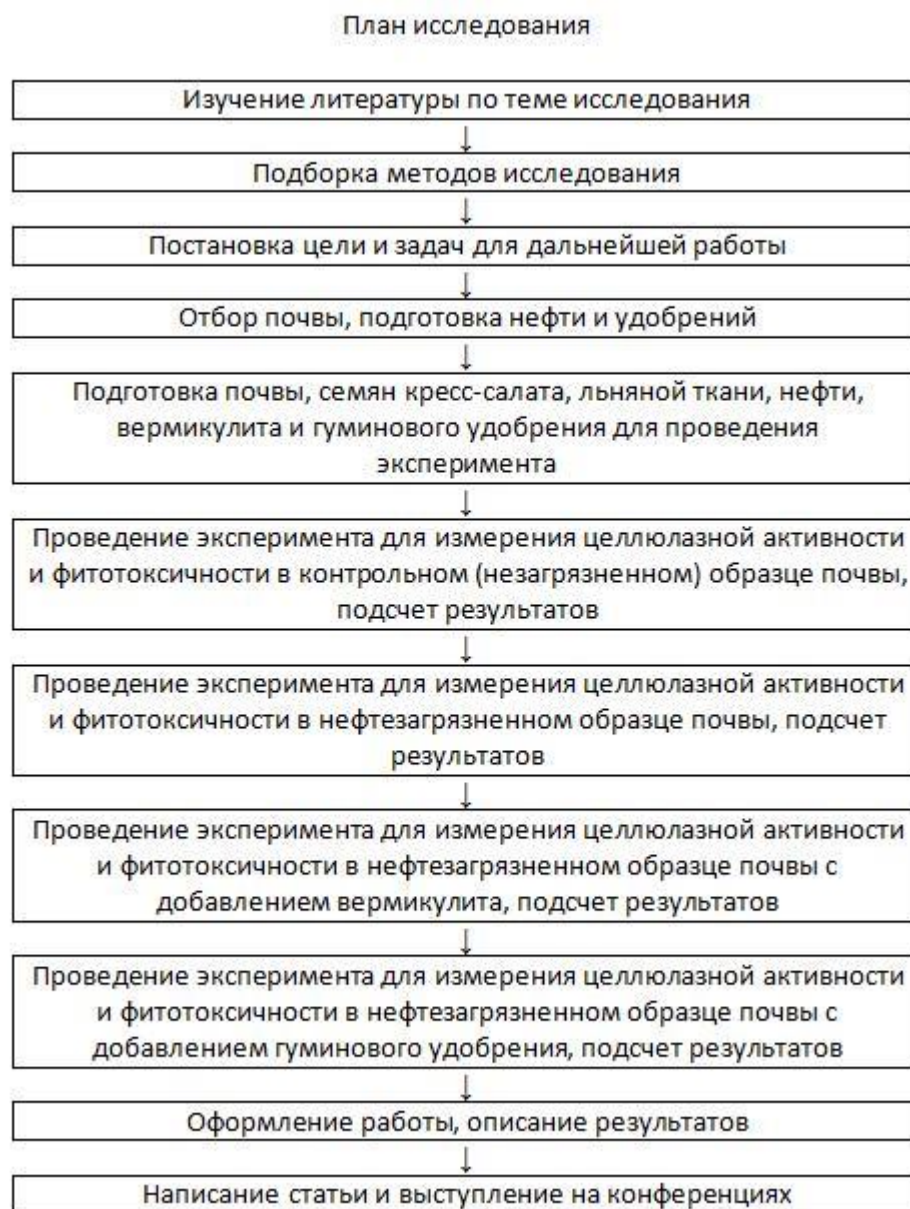 План исследования
Изучение литературы по теме исследования
↓
Подборка методов исследования
↓
Постановка цели и задач для дальнейшей работы
↓
Отбор почвы, подготовка нефти и удобрений
↓
Подготовка почвы, семян кресс-салата, льняной ткани, нефти,
вермикулита и гуминового удобрения для проведения
эксперимента
↓
Проведение эксперимента для измерения целлюлазной активности
и фитотоксичности в контрольном (незагрязненном) образце почвы,
подсчет результатов
↓
Проведение эксперимента для измерения целлюлазной активности
и фитотоксичности в нефтезагрязненном образце почвы, подсчет
результатов
↓
Проведение эксперимента для измерения целлюлазной активности
и фитотоксичности в нефтезагрязненном образце почвы с
добавлением вермикулита, подсчет результатов
↓
Проведение эксперимента для измерения целлюлазной активности
и фитотоксичности в нефтезагрязненном образце почвы с
добавлением гуминового удобрения, подсчет результатов
↓
Оформление работы, описание результатов
↓
Написание статьи и выступление на конференциях